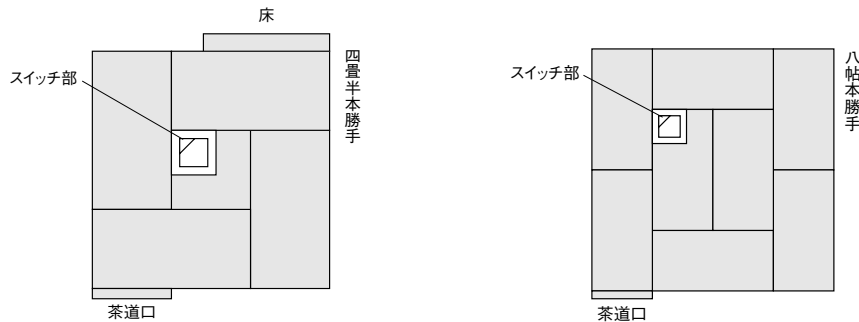 床
スイッチ部
四畳半本勝手
茶道口
スイッチ部
八帖本勝手
茶道口